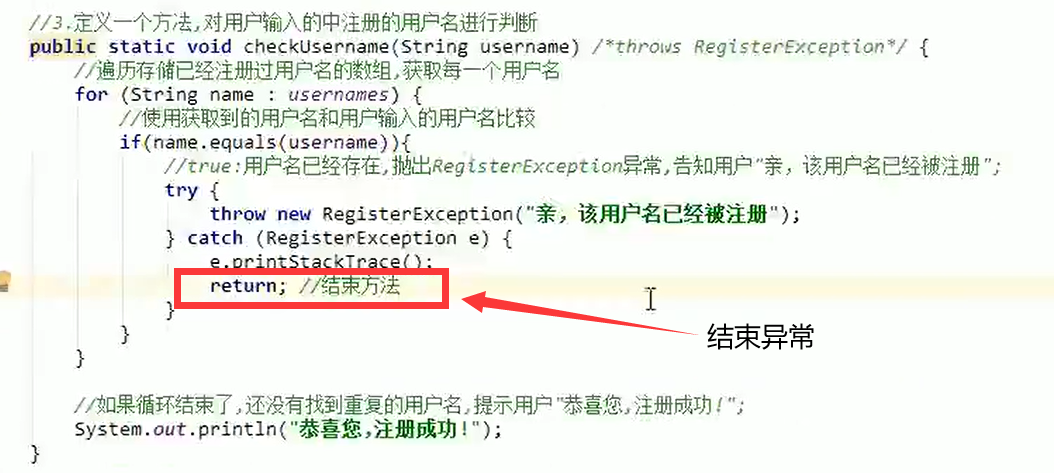 //3.定义一个方法,对用户输入的中注册的用户名进行判断
public static void checkUsername(String username) /*throws RegisterException*/ {
//遍历存储已经注册过用户名的数组,获取每一个用户名
for (String name : usernames) {
//使用获取到的用户名和用户输入的用户名比较
if(name.equals(username)){
//true:用户名已经存在,抛出RegisterException异常,告知用户"亲，该用户名已经被注册";
try {
throw new RegisterException("亲，该用户名已经被注册");
} catch (RegisterException e) {
e.printStackTrace();
return; //结束方法
}
结束异常
}
}
//如果循环结束了,还没有找到重复的用户名,提示用户"恭喜您,注册成功!";
System.out.println("恭喜您,注册成功!");
}